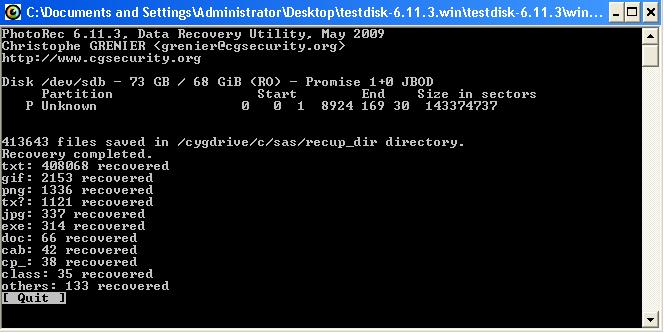 C:\Documents and Settings\Administrator\Desktop\testdisk-6.11.3.win\testdisk-6.11.3\win...
PhotoRec 6.11.3, Data Recovery Utility, May 2009
Christophe GRENIER <grenier@cgsecurity.org>
http://www.cgsecurity.org
Disk /dev/sdb - 73 GB / 68 GiB (RO) - Promise 1+0 JBOD
Partition Start End Size in sectors
P Unknown 0 0 1 8924 169 30 143374737
413643 files saved in /cygdrive/c/sas/recup_dir directory.
Recovery completed.
txt: 408068 recovered
gif: 2153 recovered
png: 1336 recovered
tx?: 1121 recovered
jpg: 337 recovered
exe: 314 recovered
doc: 66 recovered
cab: 42 recovered
cp_: 38 recovered
class: 35 recovered
others: 133 recovered
[ Quit ]